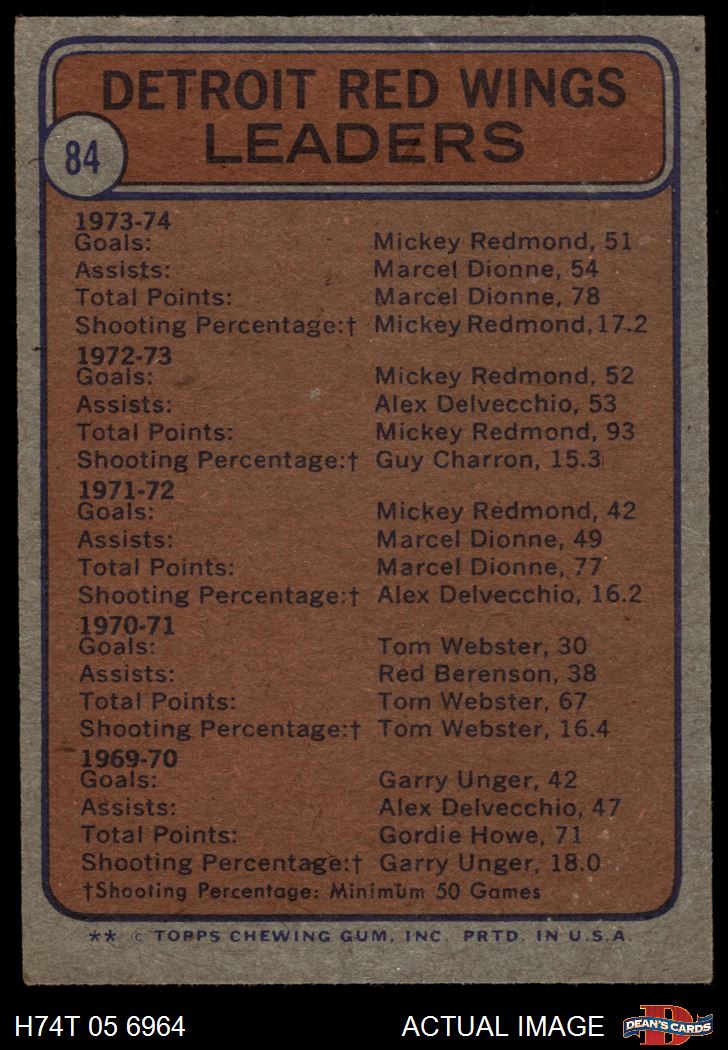 DETROIT RED WINGS
LEADERS
84
1973-74
Goals: Mickey Redmond, 51
Assists: Marcel Dionne, 54
Total Points: Marcel Dionne, 78
Shooting Percentage:† Mickey Redmond, 17.2
1972-73
Goals: Mickey Redmond, 52
Assists: Alex Delvecchio, 53
Total Points: Mickey Redmond, 93
Shooting Percentage:† Guy Charron, 15.3
1971-72
Goals: Mickey Redmond, 42
Assists: Marcel Dionne, 49
Total Points: Marcel Dionne, 77
Shooting Percentage:† Alex Delvecchio, 16.2
1970-71
Goals: Tom Webster, 30
Assists: Red Berenson, 38
Total Points: Tom Webster, 67
Shooting Percentage:† Tom Webster, 16.4
1969-70
Goals: Garry Unger, 42
Assists: Alex Delvecchio, 47
Total Points: Gordie Howe, 71
Shooting Percentage:† Garry Unger, 18.0
†Shooting Percentage: Minimum 50 Games
** © TOPPS CHEWING GUM, INC. PRTD. IN U.S.A.
H74T 05 6964 ACTUAL IMAGE D DEAN'S CARDS